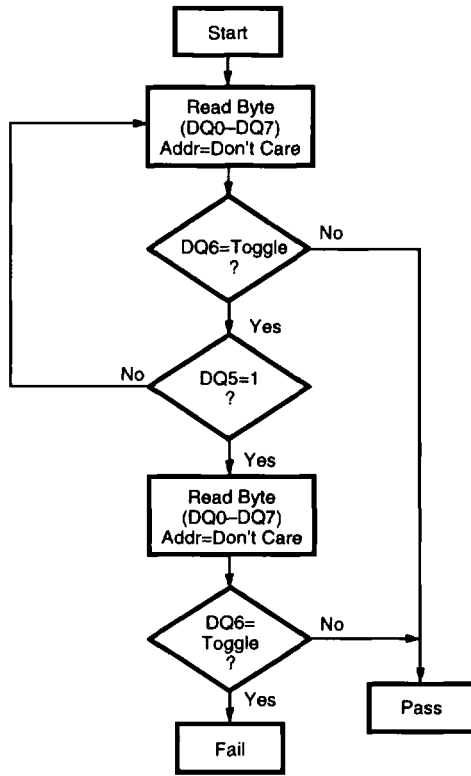 Start
Read Byte
(DQ0–DQ7)
Addr=Don't Care
DQ6=Toggle
?
No
Yes
DQ5=1
?
No
Yes
Read Byte
(DQ0–DQ7)
Addr=Don't Care
DQ6=
Toggle
?
No
Yes
Pass
Fail